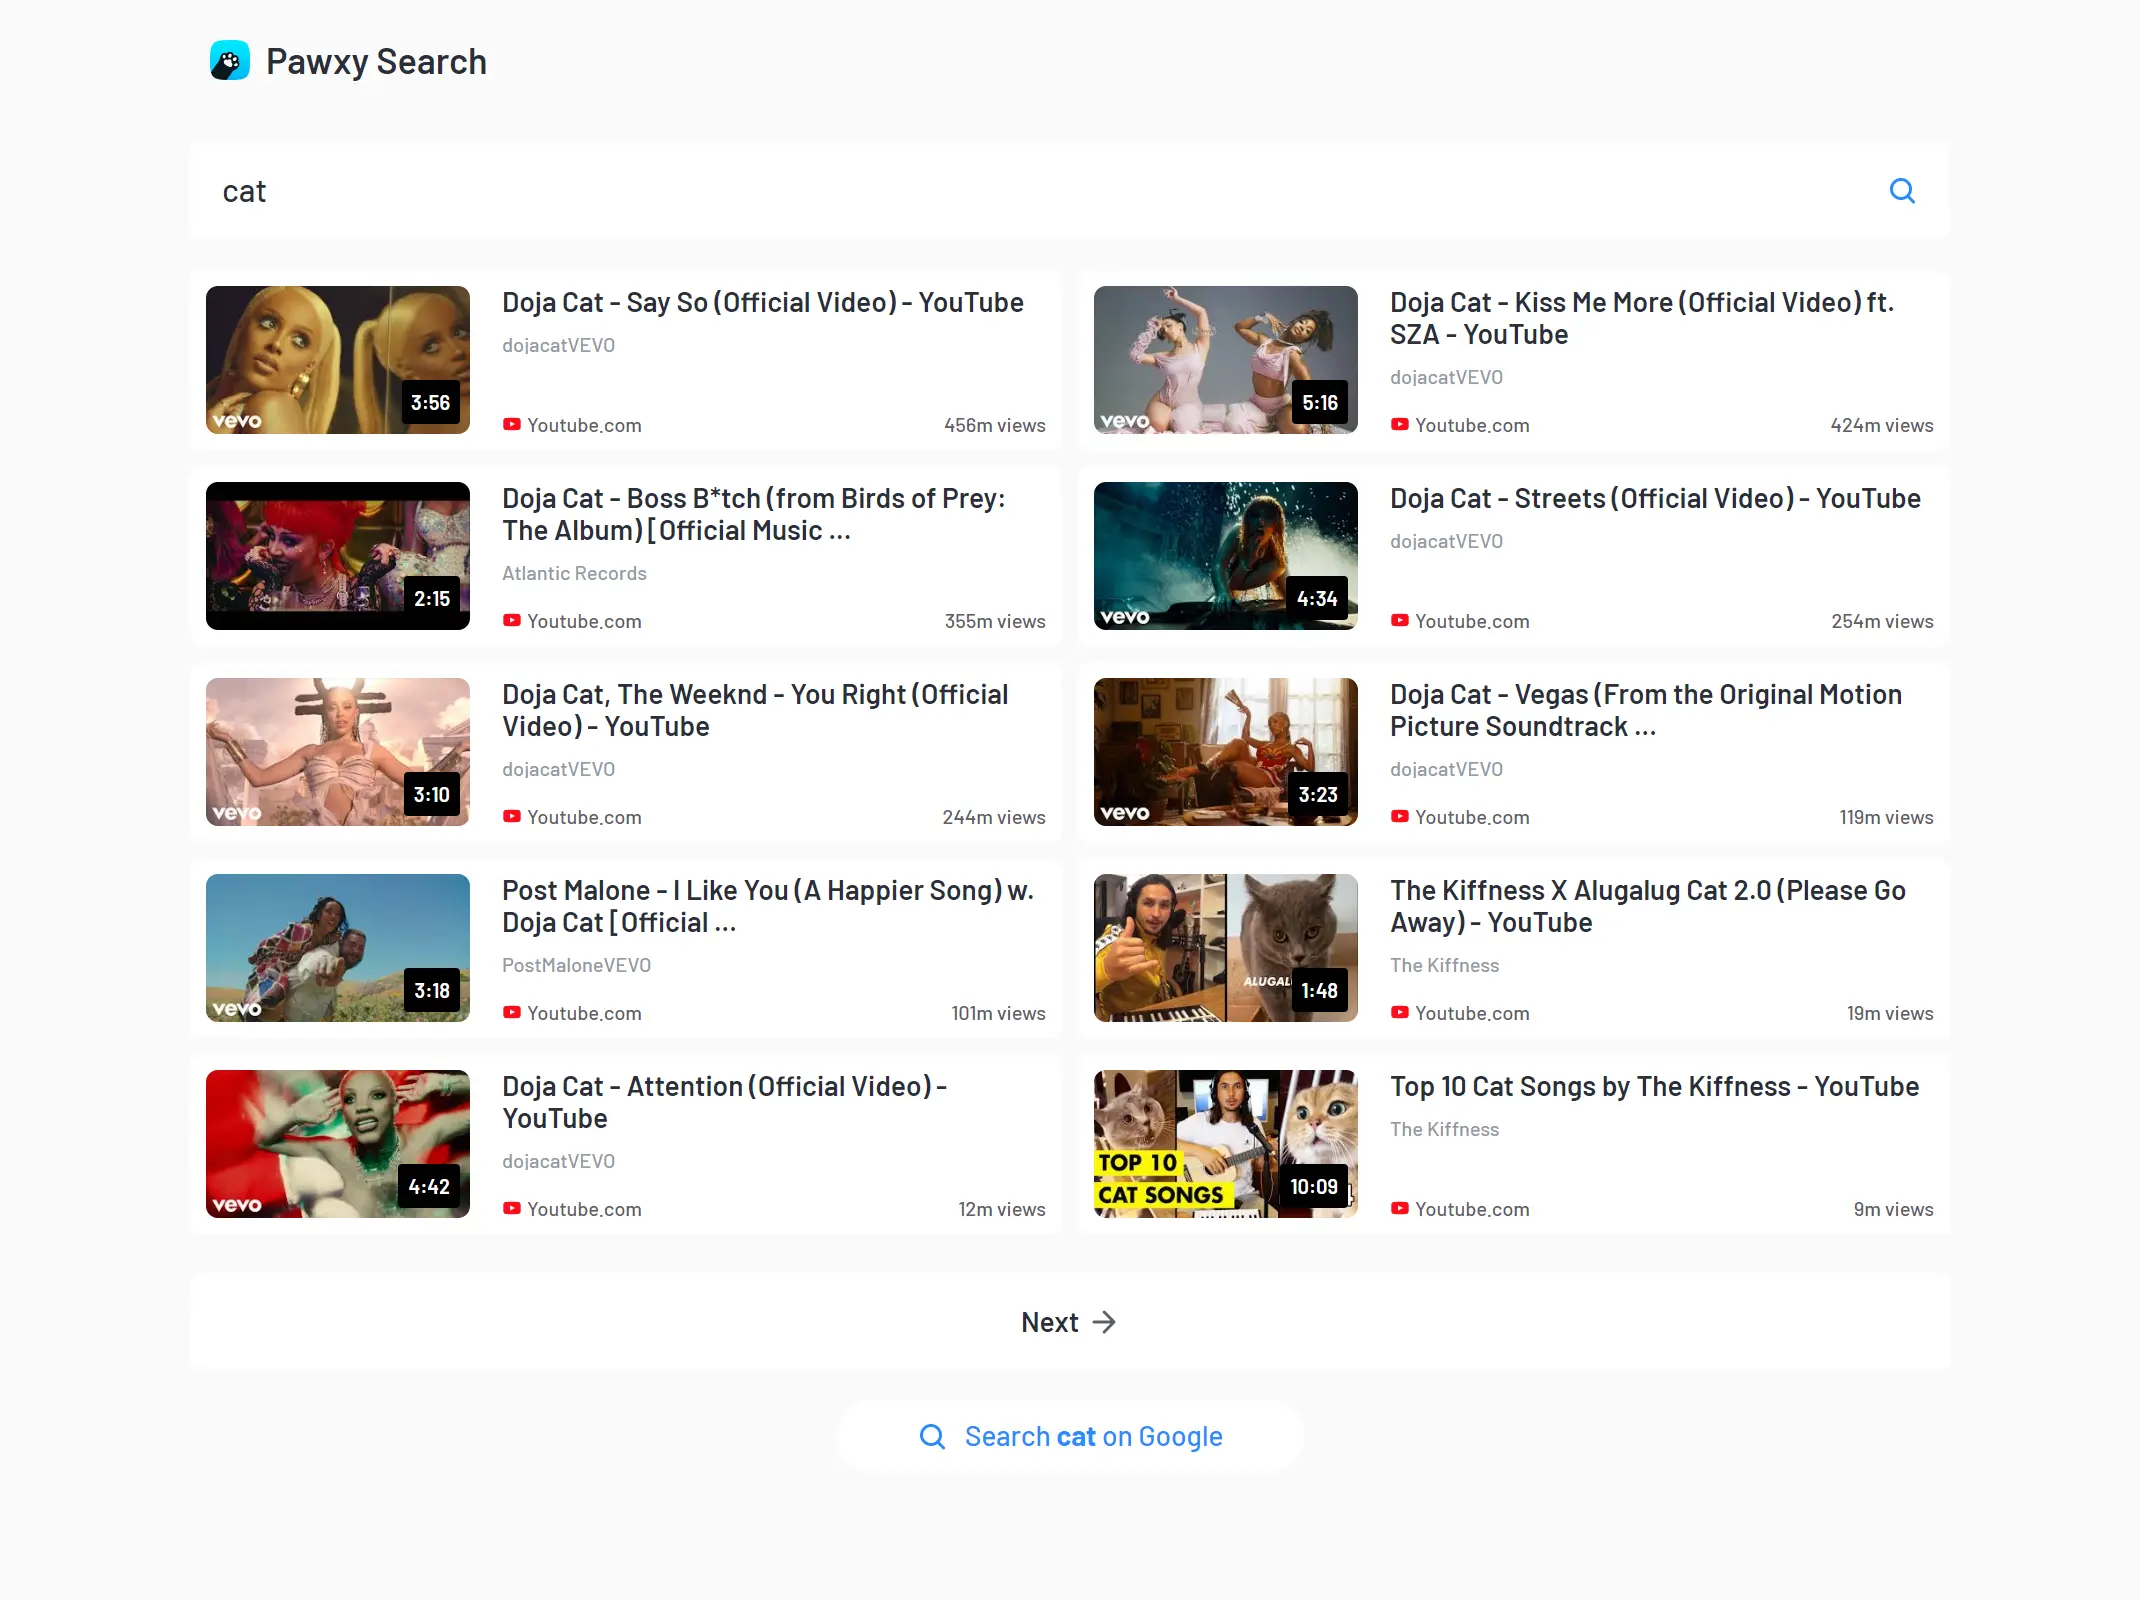 Pawxy Search
cat
vevo
3:56
Doja Cat - Say So (Official Video) - YouTube
dojacatVEVO
Youtube.com
456m views
vevo
5:16
Doja Cat - Kiss Me More (Official Video) ft.
SZA - YouTube
dojacatVEVO
Youtube.com
424m views
2:15
Doja Cat - Boss B*tch (from Birds of Prey:
The Album) [Official Music ...
Atlantic Records
Youtube.com
355m views
vevo
4:34
Doja Cat - Streets (Official Video) - YouTube
dojacatVEVO
Youtube.com
254m views
vevo
3:10
Doja Cat, The Weeknd - You Right (Official
Video) - YouTube
dojacatVEVO
Youtube.com
244m views
vevo
3:23
Doja Cat - Vegas (From the Original Motion
Picture Soundtrack ...
dojacatVEVO
Youtube.com
119m views
vevo
3:18
Post Malone - I Like You (A Happier Song) w.
Doja Cat [Official ...
PostMaloneVEVO
Youtube.com
101m views
ALUGAL
1:48
The Kiffness X Alugalug Cat 2.0 (Please Go
Away) - YouTube
The Kiffness
Youtube.com
19m views
vevo
4:42
Doja Cat - Attention (Official Video) -
YouTube
dojacatVEVO
Youtube.com
12m views
TOP 10
CAT SONGS
10:09
Top 10 Cat Songs by The Kiffness - YouTube
The Kiffness
Youtube.com
9m views
Next
Search cat on Google